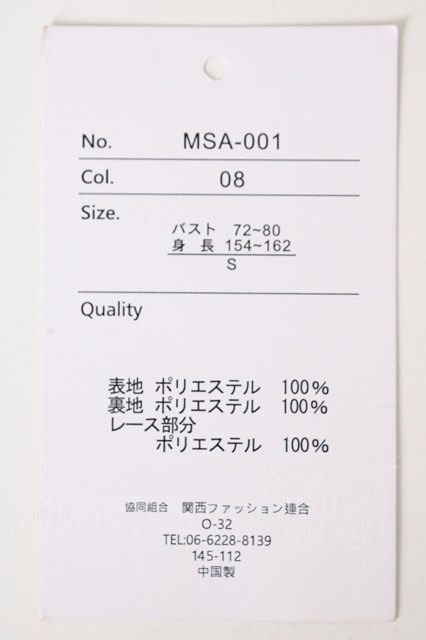 No. MSA-001
Col. 08
Size.
バスト 72~80
身 長 154~162
S
Quality
表地 ポリエステル 100%
裏地 ポリエステル 100%
レース部分
ポリエステル 100%
協同組合 関西ファッション連合
O-32
TEL:06-6228-8139
145-112
中国製